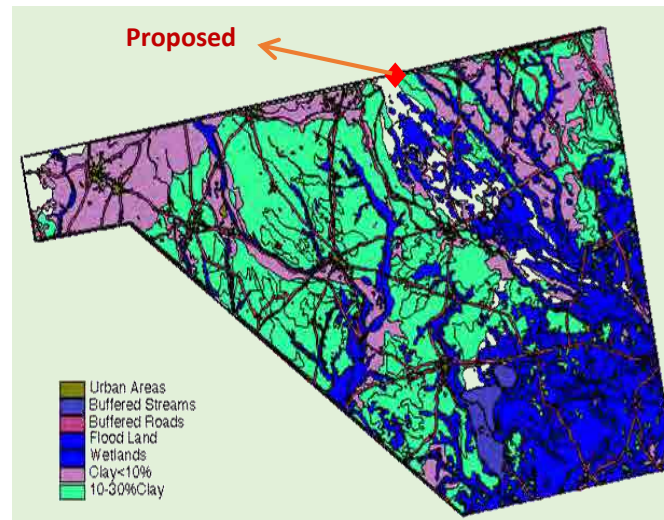 Proposed
Urban Areas
Buffered Streams
Buffered Roads
Flood Land
Wetlands
Clay<10%
10-30%Clay